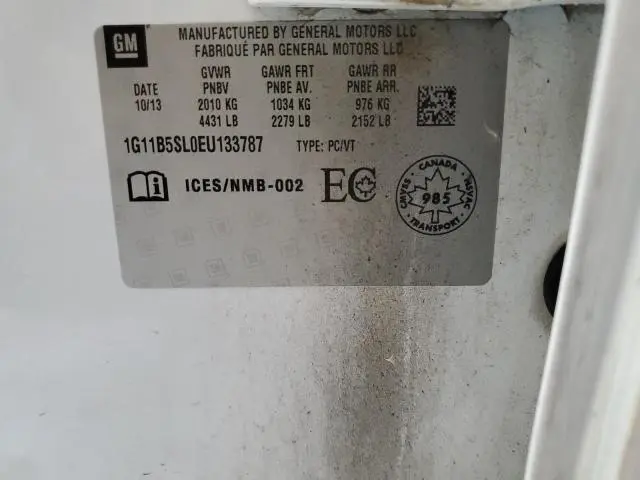 GM
MANUFACTURED BY GENERAL MOTORS LLC
FABRIQUÉ PAR GENERAL MOTORS LLC
GVWR GAWR FRT GAWR RR
DATE PNBV PNBE AV. PNBE ARR.
10/13 2010 KG 1034 KG 976 KG
4431 LB 2279 LB 2152 LB
1G11B5SL0EU133787 TYPE: PC/VT
ICES/NMB-002 EC
CANADA
CMVSS 985 NSVAC
TRANSPORT